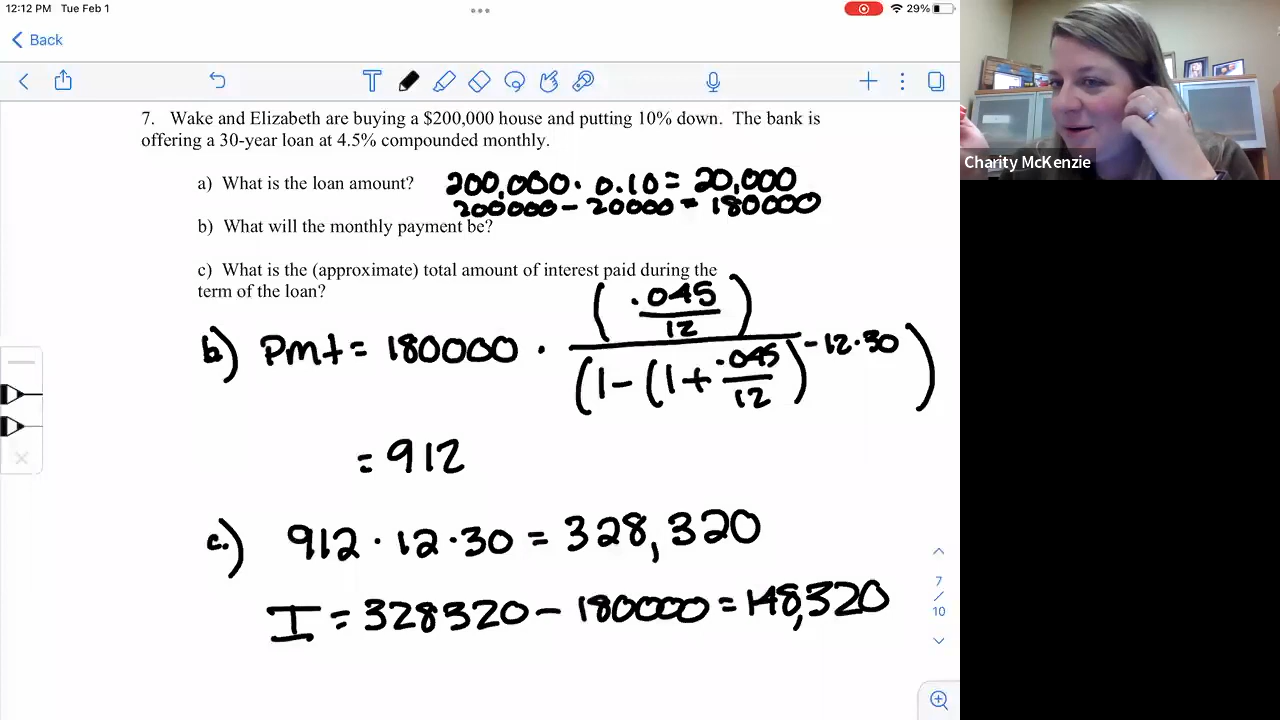 12:12 PM Tue Feb 1
29%
Back
T
7. Wake and Elizabeth are buying a $200,000 house and putting 10% down. The bank is
offering a 30-year loan at 4.5% compounded monthly.
a) What is the loan amount? 200,000 · 0.10 = 20,000
200000 - 20000 = 180000
b) What will the monthly payment be?
c) What is the (approximate) total amount of interest paid during the
term of the loan?
b) Pmt = 180000 · (.045/12) / (1-(1+.045/12)^-12·30)
= 912
c.) 912 · 12 · 30 = 328,320
I = 328320 - 180000 = 148,320
7
/
10
Charity McKenzie